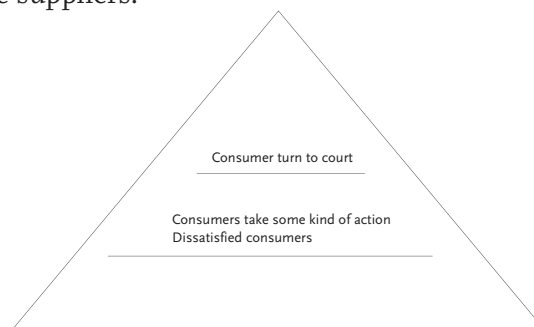 e suppliers.
Consumer turn to court
Consumers take some kind of action
Dissatisfied consumers